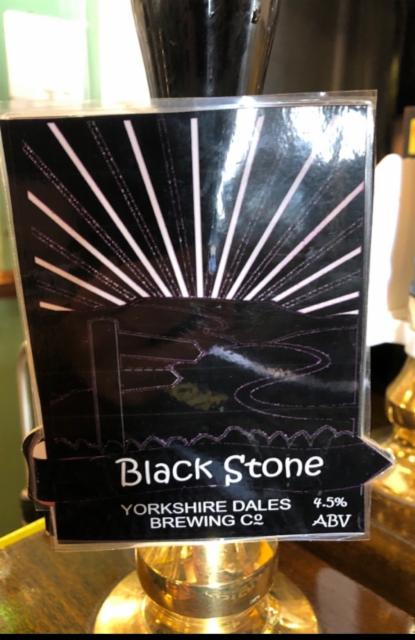 Black Stone
YORKSHIRE DALES
BREWING Cº
4.5%
ABV